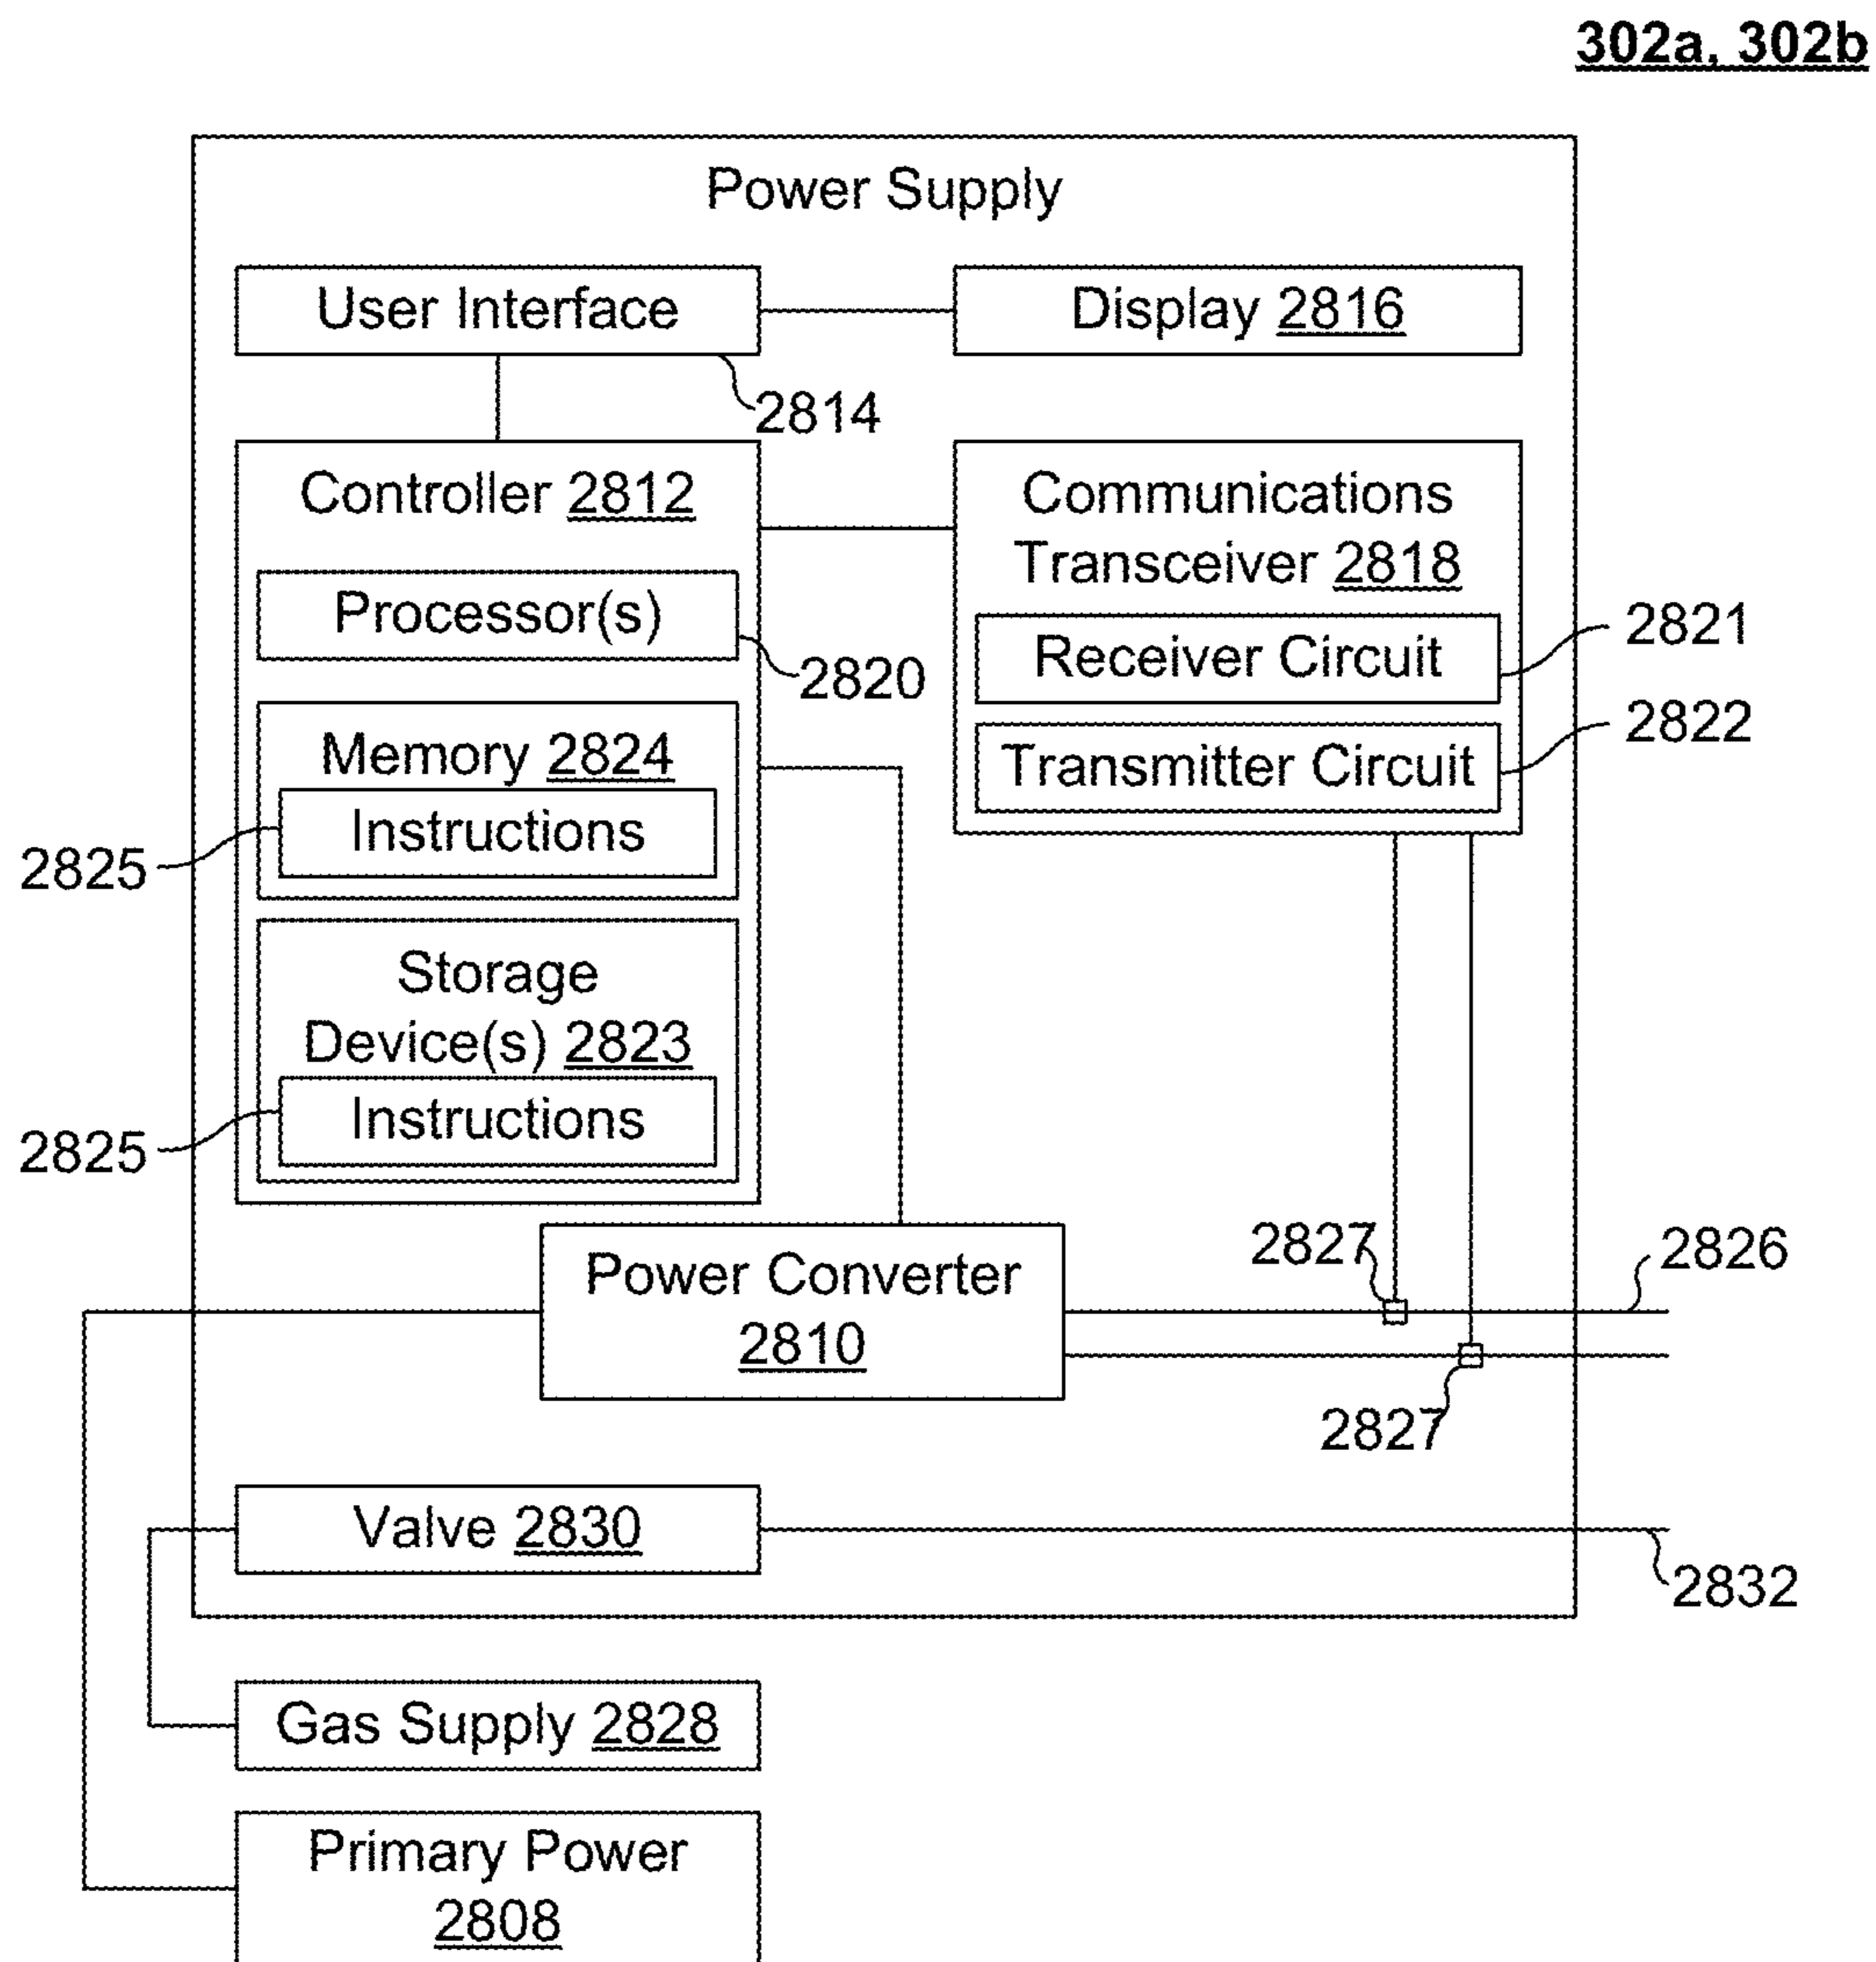 302a, 302b
Power Supply
User Interface
Display 2816
2814
Controller 2812
Communications
Transceiver 2818
Processor(s)
2820
Receiver Circuit
2821
Transmitter Circuit
2822
Memory 2824
Instructions
2825
Storage
Device(s) 2823
Instructions
2825
Power Converter
2810
2827
2826
2827
Valve 2830
2832
Gas Supply 2828
Primary Power
2808